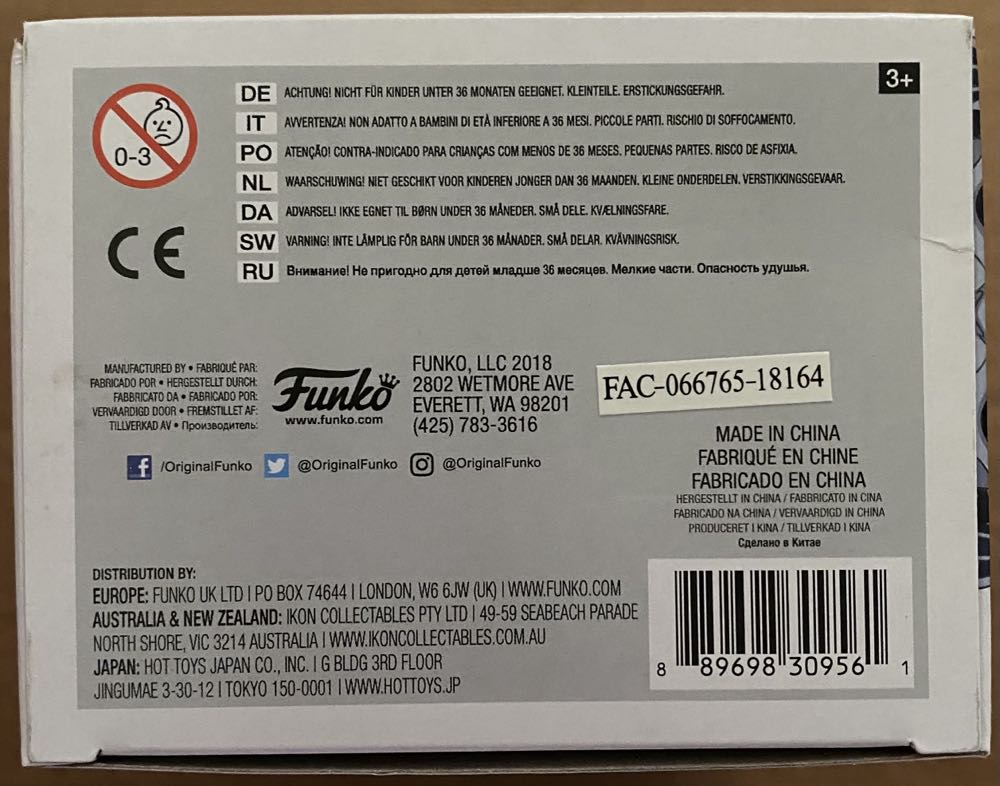 3+
0-3
DE ACHTUNG! NICHT FÜR KINDER UNTER 36 MONATEN GEEIGNET. KLEINTEILE. ERSTICKUNGSGEFAHR.
IT AVVERTENZA! NON ADATTO A BAMBINI DI ETÀ INFERIORE A 36 MESI. PICCOLE PARTI. RISCHIO DI SOFFOCAMENTO.
PO ATENÇÃO! CONTRA-INDICADO PARA CRIANÇAS COM MENOS DE 36 MESES. PEQUENAS PARTES. RISCO DE ASFIXIA.
NL WAARSCHUWING! NIET GESCHIKT VOOR KINDEREN JONGER DAN 36 MAANDEN. KLEINE ONDERDELEN. VERSTIKKINGSGEVAAR.
DA ADVARSEL! IKKE EGNET TIL BØRN UNDER 36 MÅNEDER. SMÅ DELE. KVÆLNINGSFARE.
SW VARNING! INTE LÄMPLIG FÖR BARN UNDER 36 MÅNADER. SMÅ DELAR. KVÄVNINGSRISK.
RU Внимание! Не пригодно для детей младше 36 месяцев. Мелкие части. Опасность удушья.
CE
MANUFACTURED BY • FABRIQUÉ PAR:
FABRICADO POR • HERGESTELLT DURCH:
FABBRICATO DA • FABRICADO POR:
VERVAARDIGD DOOR • FREMSTILLET AF:
TILLVERKAD AV • Производитель:
Funko
www.funko.com
FUNKO, LLC 2018
2802 WETMORE AVE
EVERETT, WA 98201
(425) 783-3616
FAC-066765-18164
f /OriginalFunko @OriginalFunko @OriginalFunko
MADE IN CHINA
FABRIQUÉ EN CHINE
FABRICADO EN CHINA
HERGESTELLT IN CHINA / FABBRICATO IN CINA
FABRICADO NA CHINA / VERVAARDIGD IN CHINA
PRODUCERET I KINA / TILLVERKAD I KINA
Сделано в Китае
DISTRIBUTION BY:
EUROPE: FUNKO UK LTD | PO BOX 74644 | LONDON, W6 6JW (UK) | WWW.FUNKO.COM
AUSTRALIA & NEW ZEALAND: IKON COLLECTABLES PTY LTD | 49-59 SEABEACH PARADE
NORTH SHORE, VIC 3214 AUSTRALIA | WWW.IKONCOLLECTABLES.COM.AU
JAPAN: HOT TOYS JAPAN CO., INC. | G BLDG 3RD FLOOR
JINGUMAE 3-30-12 | TOKYO 150-0001 | WWW.HOTTOYS.JP
8 89698 30956 1